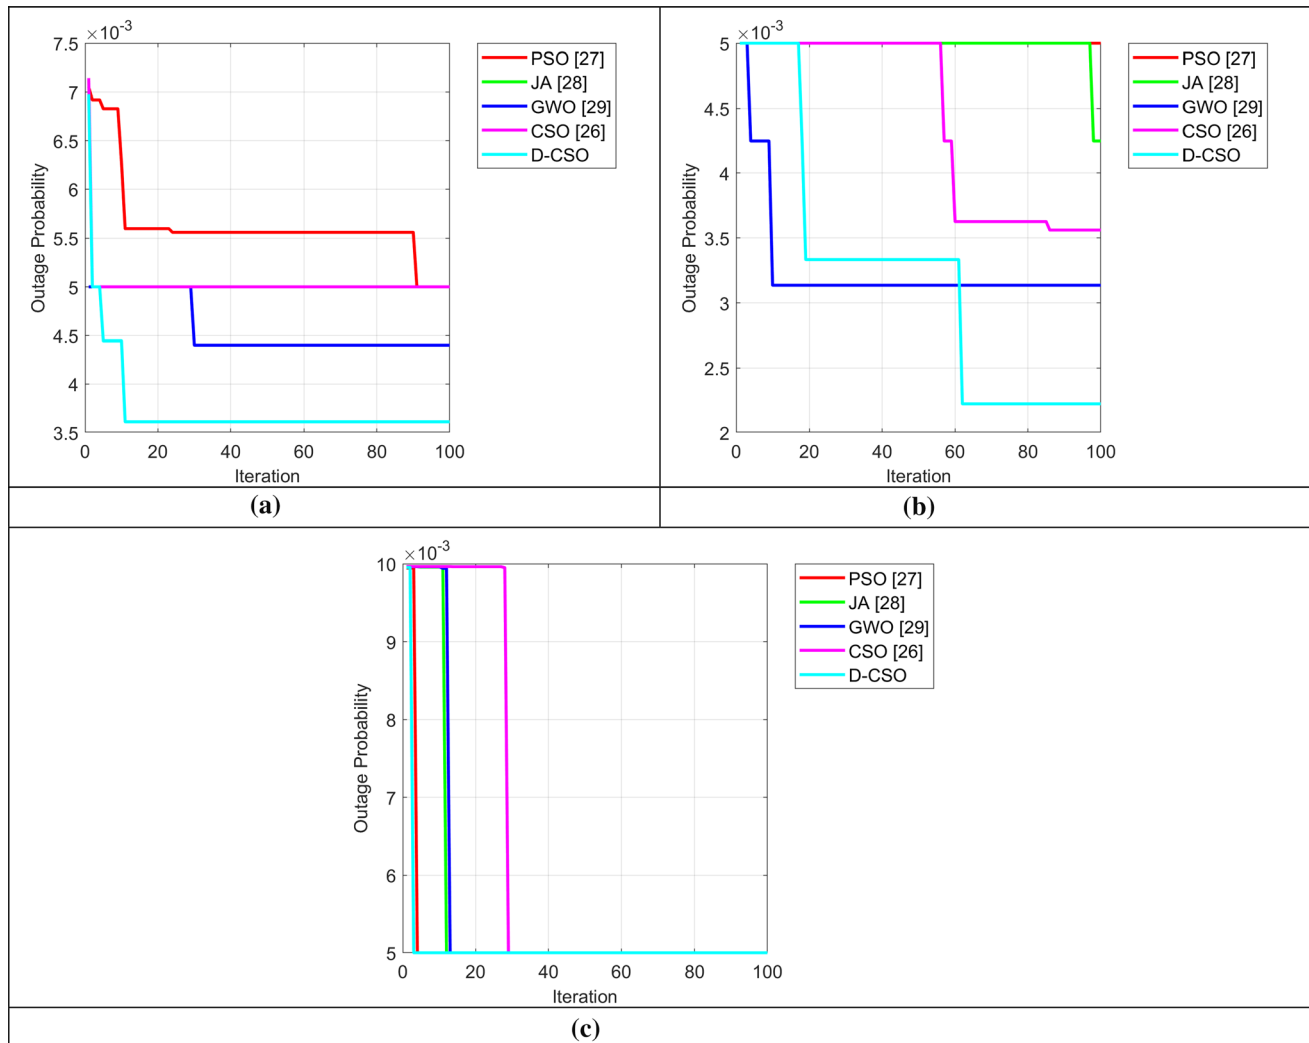 ×10⁻³
7.5
7
6.5
6
5.5
5
4.5
4
3.5
Outage Probability
0 20 40 60 80 100
Iteration
PSO [27]
JA [28]
GWO [29]
CSO [26]
D-CSO
(a)
×10⁻³
5
4.5
4
3.5
3
2.5
2
Outage Probability
0 20 40 60 80 100
Iteration
PSO [27]
JA [28]
GWO [29]
CSO [26]
D-CSO
(b)
×10⁻³
10
9
8
7
6
5
Outage Probability
0 20 40 60 80 100
Iteration
PSO [27]
JA [28]
GWO [29]
CSO [26]
D-CSO
(c)